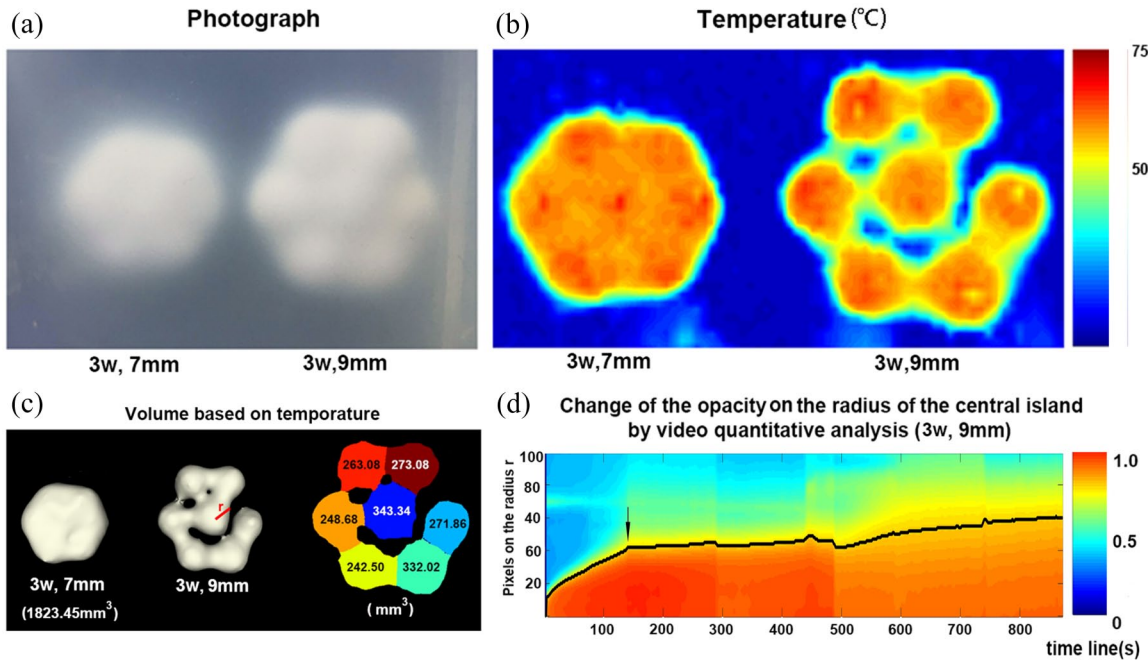 (a) Photograph
3w, 7mm 3w,9mm
(b) Temperature(℃)
75
50
3w,7mm 3w,9mm
(c) Volume based on temporature
263.08 273.08
248.68 343.34 271.86
242.50 332.02
r
3w, 7mm 3w, 9mm
(1823.45mm³) (mm³)
(d) Change of the opacity on the radius of the central island
by video quantitative analysis (3w, 9mm)
Pixels on the radius r
100
80
40
60
20
100 200 300 400 500 600 700 800
time line(s)
1.0
0.5
0